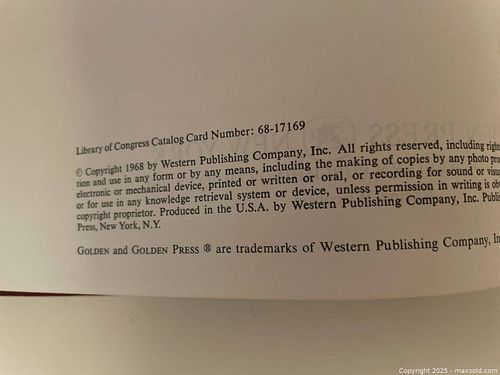 Library of Congress Catalog Card Number: 68-17169
© Copyright 1968 by Western Publishing Company, Inc. All rights reserved, including righ
tion and use in any form or by any means, including the making of copies by any photo pro
electronic or mechanical device, printed or written or oral, or recording for sound or visu
or for use in any knowledge retrieval system or device, unless permission in writing is ob
copyright proprietor. Produced in the U.S.A. by Western Publishing Company, Inc. Publi
Press, New York, N.Y.
GOLDEN and GOLDEN PRESS ® are trademarks of Western Publishing Company, In
Copyright 2025 - maxsold.com